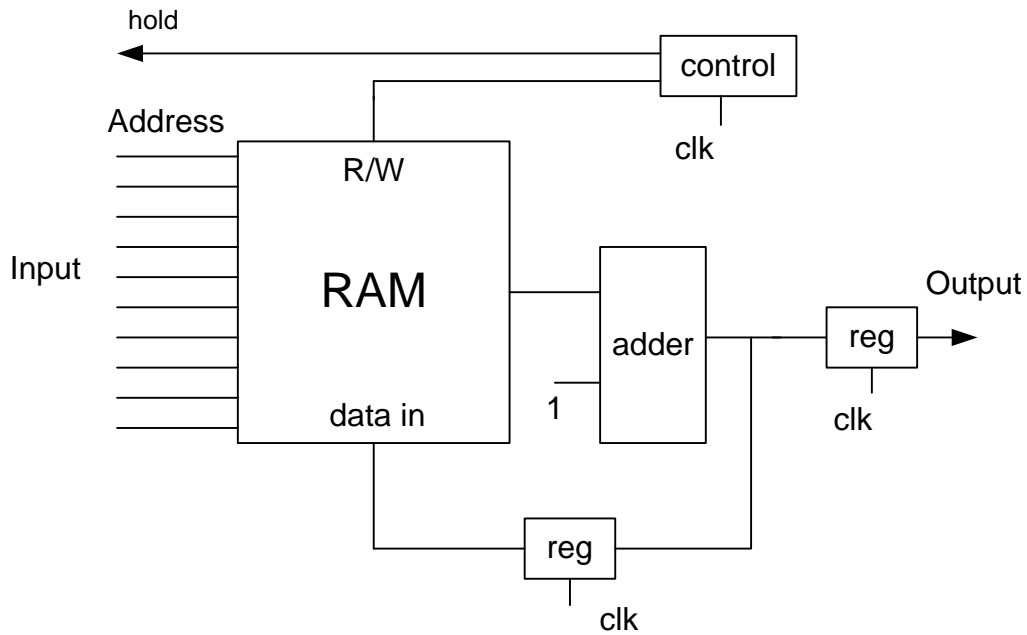 hold
control
clk
Address
R/W
Input
RAM
Output
adder
reg
1
clk
data in
reg
clk